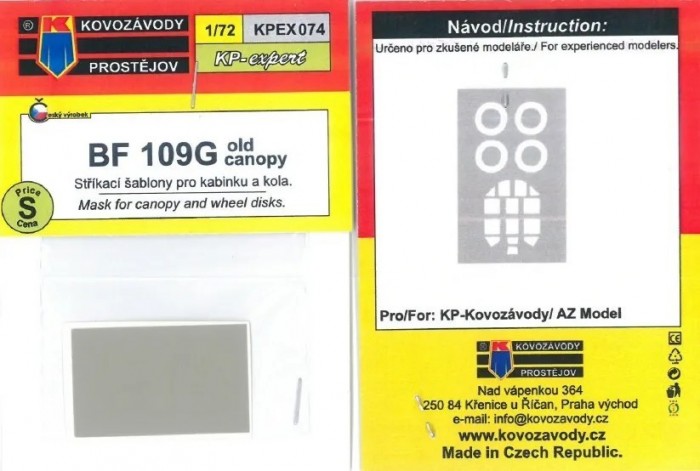 ®
KOVOZÁVODY
PROSTĚJOV
1/72
KPEX074
KP-expert
Český výrobek
BF 109G old canopy
Stříkací šablony pro kabinku a kola.
Mask for canopy and wheel disks.
Price
S
Cena
Návod/Instruction:
Určeno pro zkušené modeláře./ For experienced modelers.
Pro/For: KP-Kovozávody/ AZ Model
KOVOZÁVODY
PROSTĚJOV
Nad vápenkou 364
250 84 Křenice u Říčan, Praha východ
e-mail: info@kovozavody.cz
www.kovozavody.cz
Made in Czech Republic.
CE